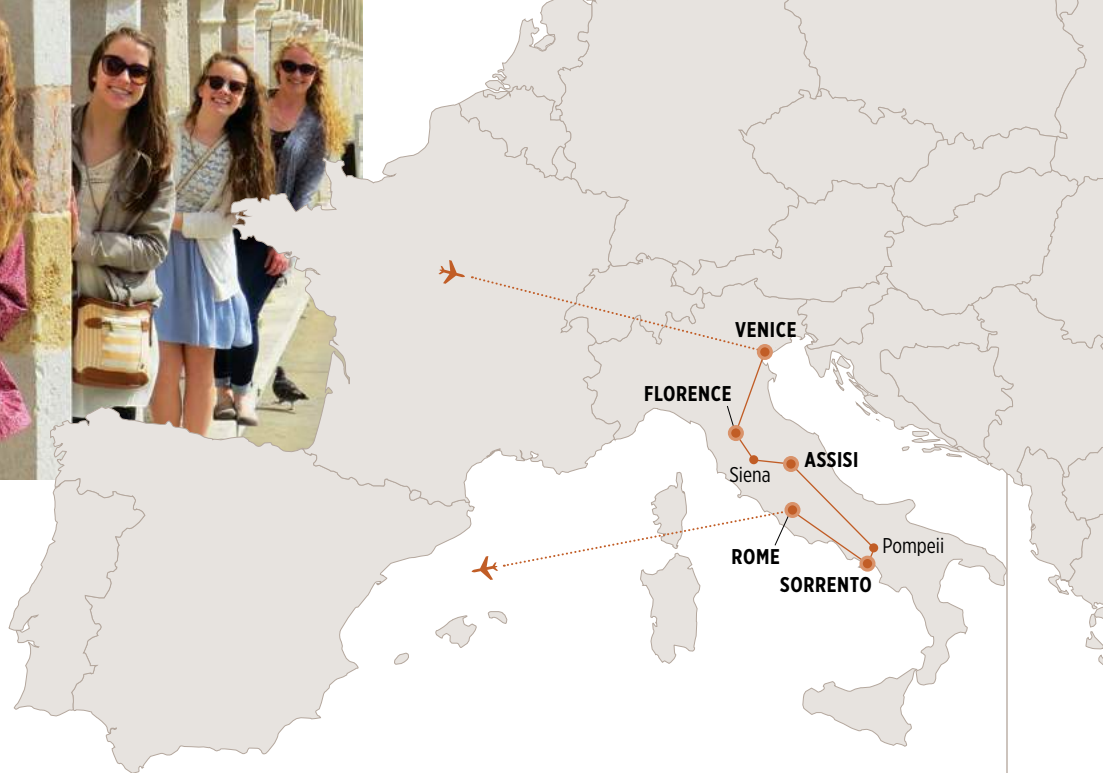 VENICE
FLORENCE
Siena
ASSISI
ROME
Pompeii
SORRENTO